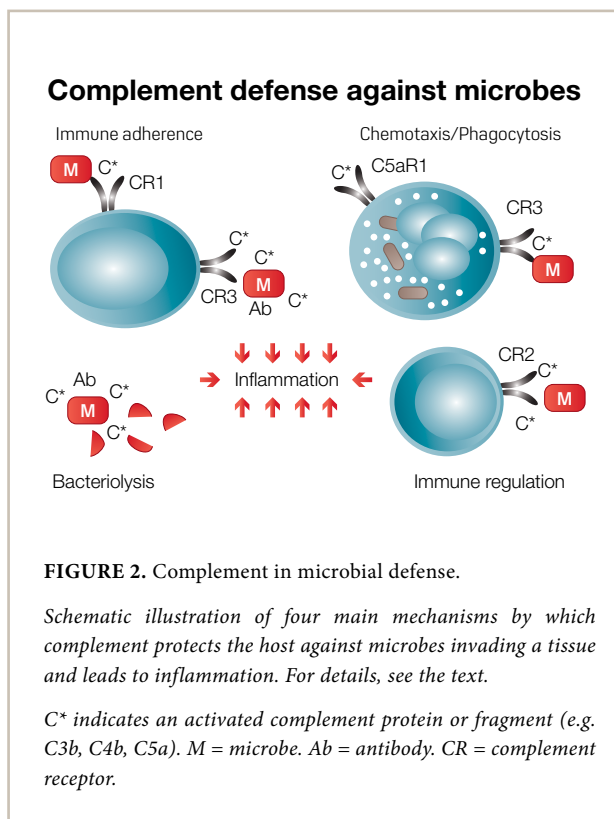 Complement defense against microbes
Immune adherence
M
C*
CR1
C*
CR3
C*
M
Ab
C*
Chemotaxis/Phagocytosis
C*
C5aR1
CR3
C*
M
Ab
C*
C*
M
C*
Bacteriolysis
Inflammation
CR2
C*
M
C*
Immune regulation
FIGURE 2. Complement in microbial defense.
Schematic illustration of four main mechanisms by which
complement protects the host against microbes invading a tissue
and leads to inflammation. For details, see the text.
C* indicates an activated complement protein or fragment (e.g.
C3b, C4b, C5a). M = microbe. Ab = antibody. CR = complement
receptor.